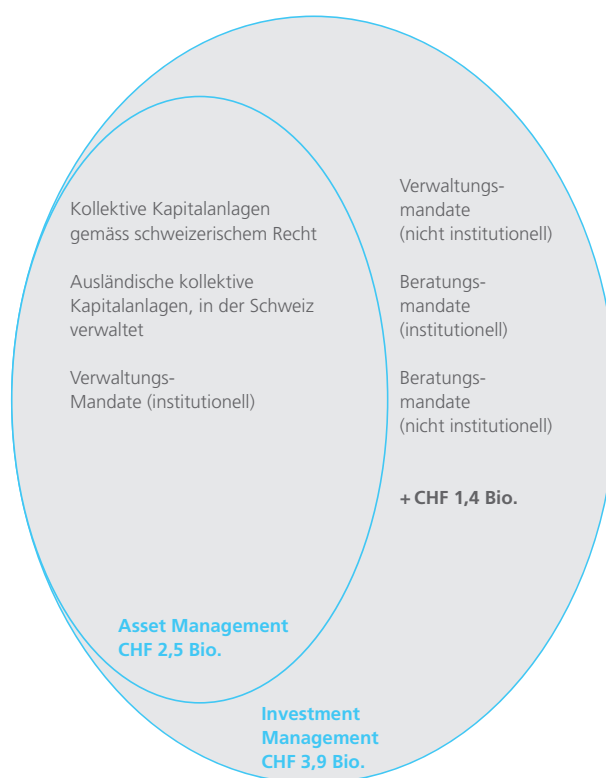 Kollektive Kapitalanlagen
gemäss schweizerischem Recht
Ausländische kollektive
Kapitalanlagen, in der Schweiz
verwaltet
Verwaltungs-
Mandate (institutionell)
Asset Management
CHF 2,5 Bio.
Verwaltungs-
mandate
(nicht institutionell)
Beratungs-
mandate
(institutionell)
Beratungs-
mandate
(nicht institutionell)
+ CHF 1,4 Bio.
Investment
Management
CHF 3,9 Bio.